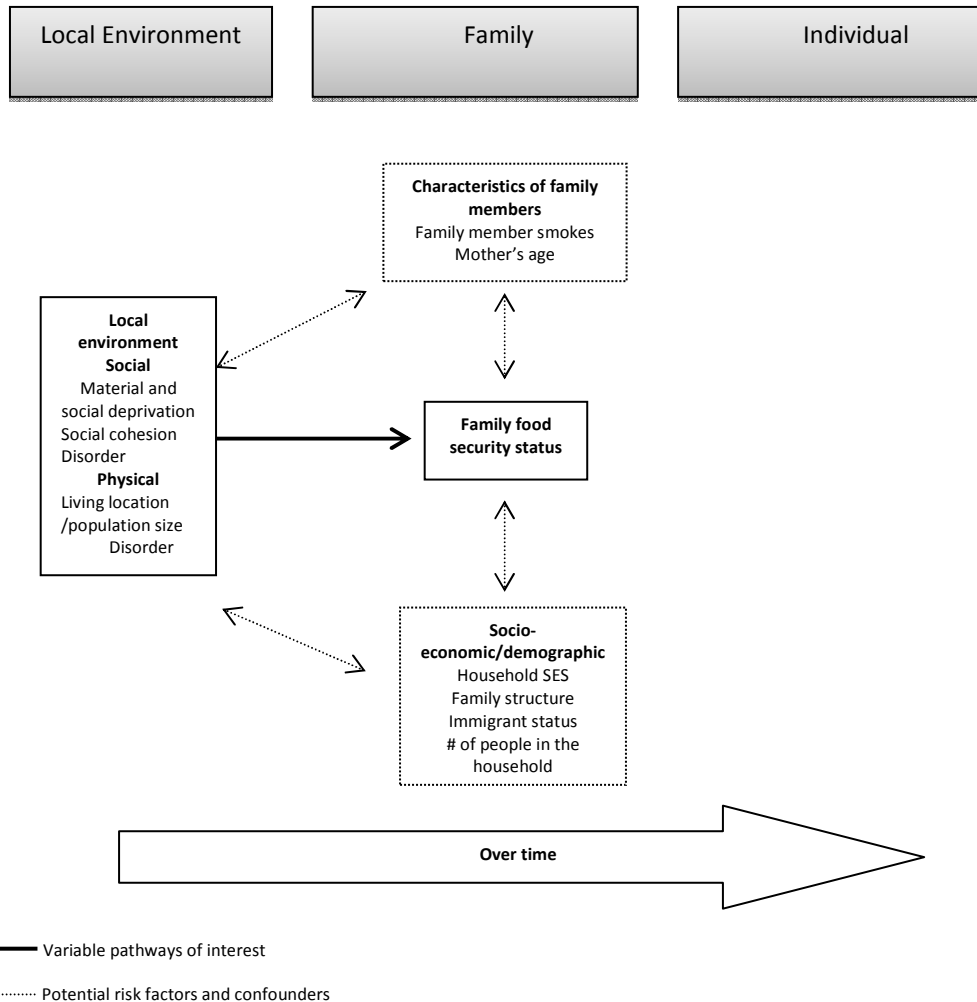 Local Environment
Family
Individual
Characteristics of family
members
Family member smokes
Mother’s age
Local
environment
Social
Material and
social deprivation
Social cohesion
Disorder
Physical
Living location
/population size
Disorder
Family food
security status
Socio-
economic/demographic
Household SES
Family structure
Immigrant status
# of people in the
household
Over time
Variable pathways of interest
Potential risk factors and confounders